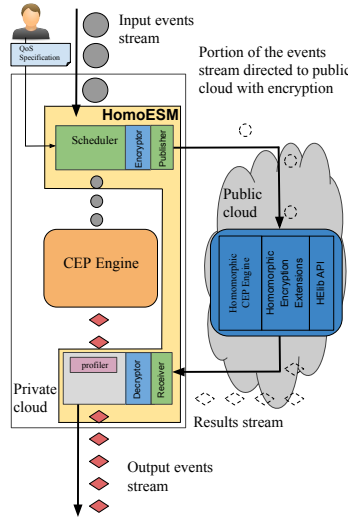 Input events
stream
QoS
Specification
Portion of the events
stream directed to public
cloud with encryption
HomoESM
Scheduler
Encryptor
Publisher
Public
cloud
CEP Engine
Homomorphic
CEP Engine
Homomorphic
Encryption
Extensions
HElib API
profiler
Decryptor
Receiver
Private
cloud
Results stream
Output events
stream